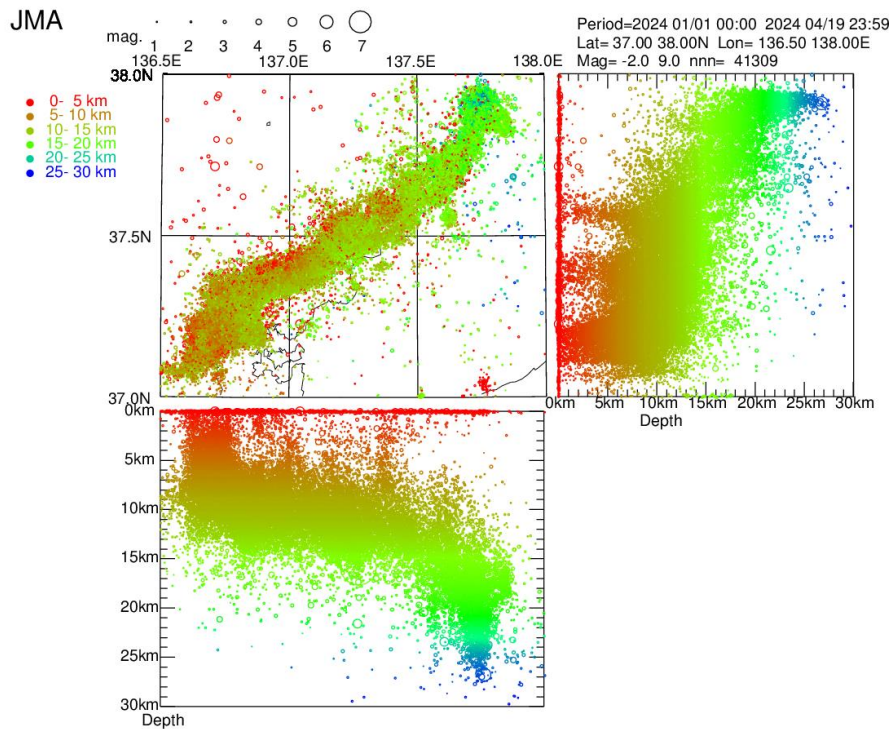 JMA
mag.
1 2 3 4 5 6 7
Period=2024 01/01 00:00 2024 04/19 23:59
Lat= 37.00 38.00N Lon= 136.50 138.00E
Mag= -2.0 9.0 nnn= 41309
136.5E 137.0E 137.5E 138.0E
38.0N
0- 5 km
5- 10 km
10- 15 km
15- 20 km
20- 25 km
25- 30 km
37.5N
37.0N
0km 5km 10km 15km 20km 25km 30km
Depth
0km
5km
10km
15km
20km
25km
30km
Depth